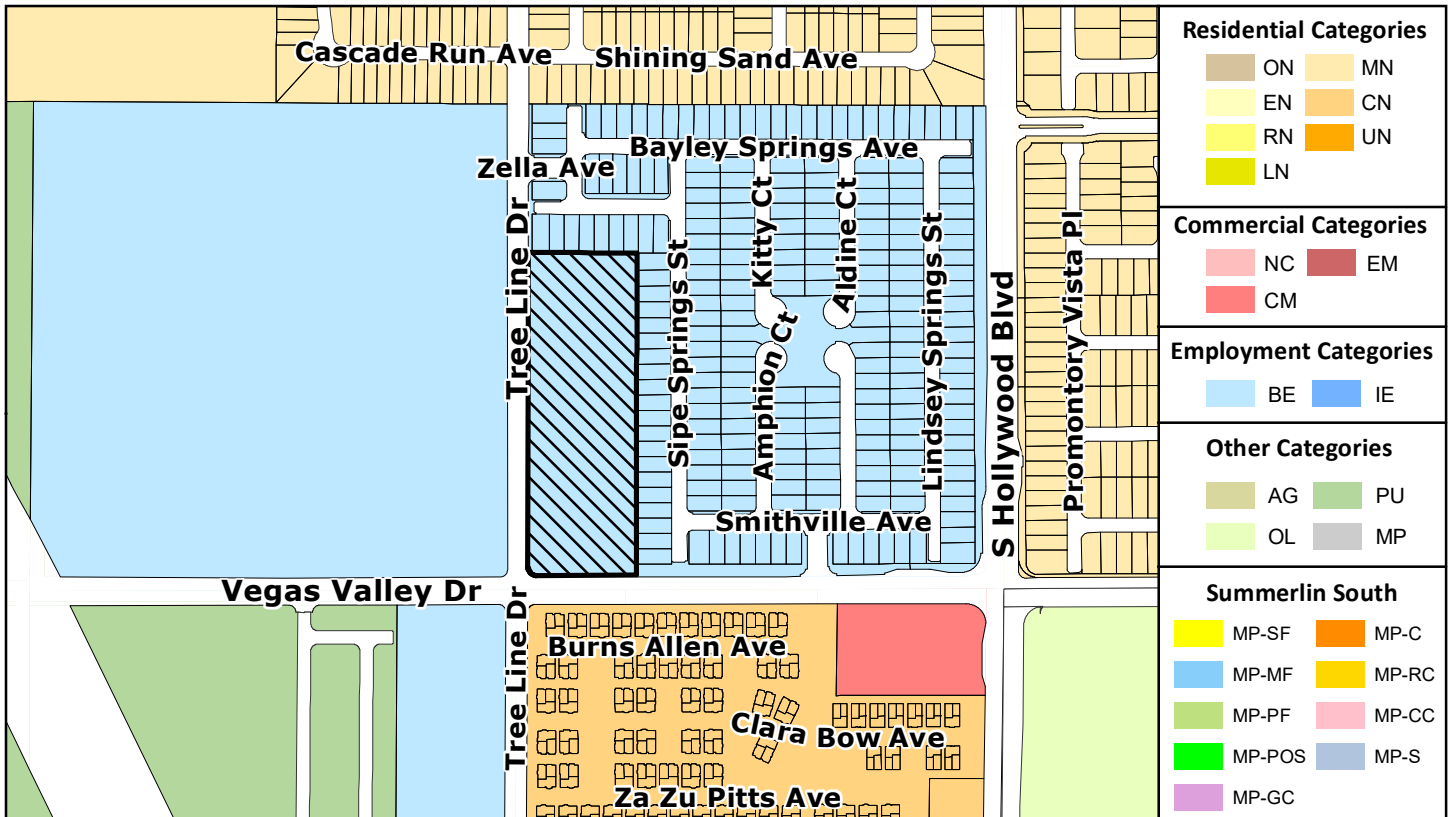 Cascade Run Ave
Shining Sand Ave
Bayley Springs Ave
Zella Ave
Tree Line Dr
Sipe Springs St
Kitty Ct
Aldine Ct
Amphion Ct
Lindsey Springs St
S Hollywood Blvd
Promontory Vista Pl
Smithville Ave
Vegas Valley Dr
Tree Line Dr
Burns Allen Ave
Clara Bow Ave
Za Zu Pitts Ave
Residential Categories
ON MN
EN CN
RN UN
LN
Commercial Categories
NC EM
CM
Employment Categories
BE IE
Other Categories
AG PU
OL MP
Summerlin South
MP-SF MP-C
MP-MF MP-RC
MP-PF MP-CC
MP-POS MP-S
MP-GC